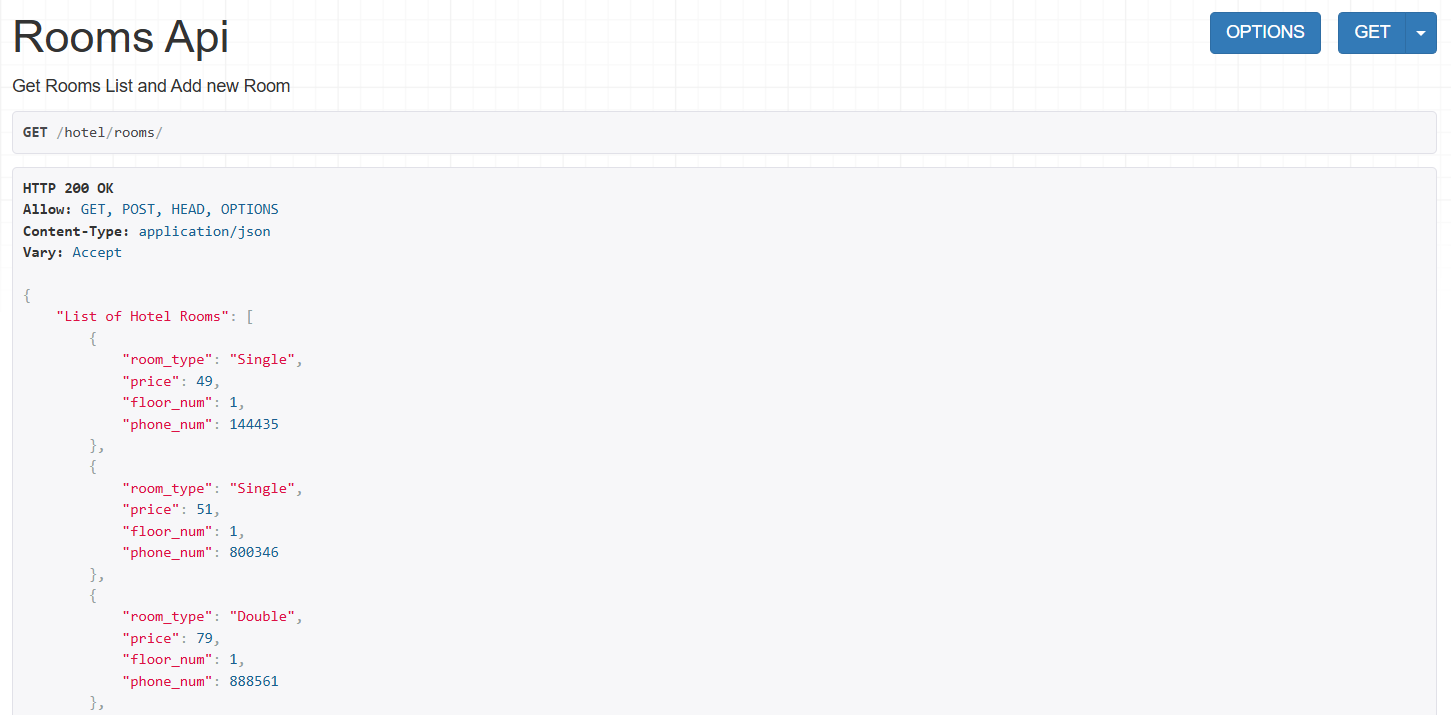 Rooms Api
OPTIONS
GET
Get Rooms List and Add new Room
GET /hotel/rooms/
HTTP 200 OK
Allow: GET, POST, HEAD, OPTIONS
Content-Type: application/json
Vary: Accept
{
    "List of Hotel Rooms": [
        {
            "room_type": "Single",
            "price": 49,
            "floor_num": 1,
            "phone_num": 144435
        },
        {
            "room_type": "Single",
            "price": 51,
            "floor_num": 1,
            "phone_num": 800346
        },
        {
            "room_type": "Double",
            "price": 79,
            "floor_num": 1,
            "phone_num": 888561
        },